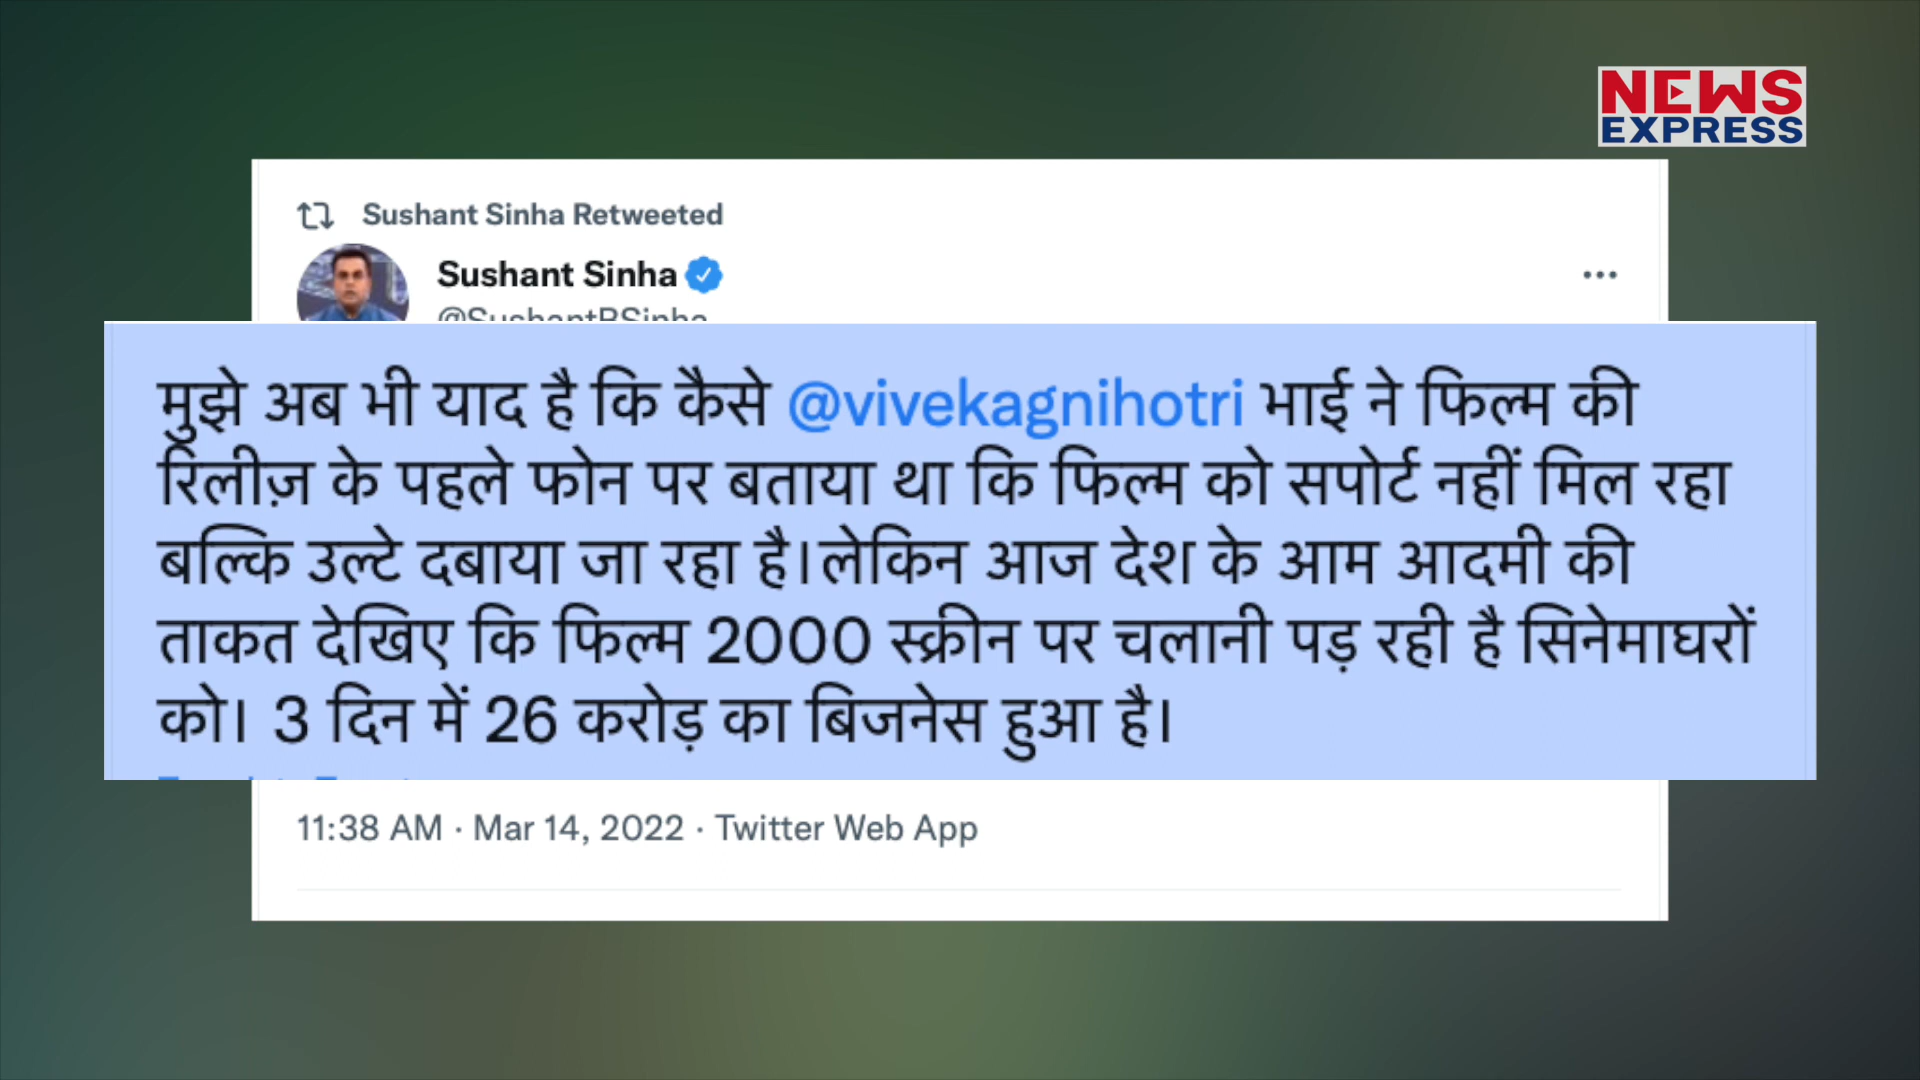 NEWS
EXPRESS
Sushant Sinha Retweeted
Sushant Sinha
@SushantBSinha
मुझे अब भी याद है कि कैसे @vivekagnihotri भाई ने फिल्म की
रिलीज़ के पहले फोन पर बताया था कि फिल्म को सपोर्ट नहीं मिल रहा
बल्कि उल्टे दबाया जा रहा है।लेकिन आज देश के आम आदमी की
ताकत देखिए कि फिल्म 2000 स्क्रीन पर चलानी पड़ रही है सिनेमाघरों
को। 3 दिन में 26 करोड़ का बिजनेस हुआ है।
11:38 AM · Mar 14, 2022 · Twitter Web App